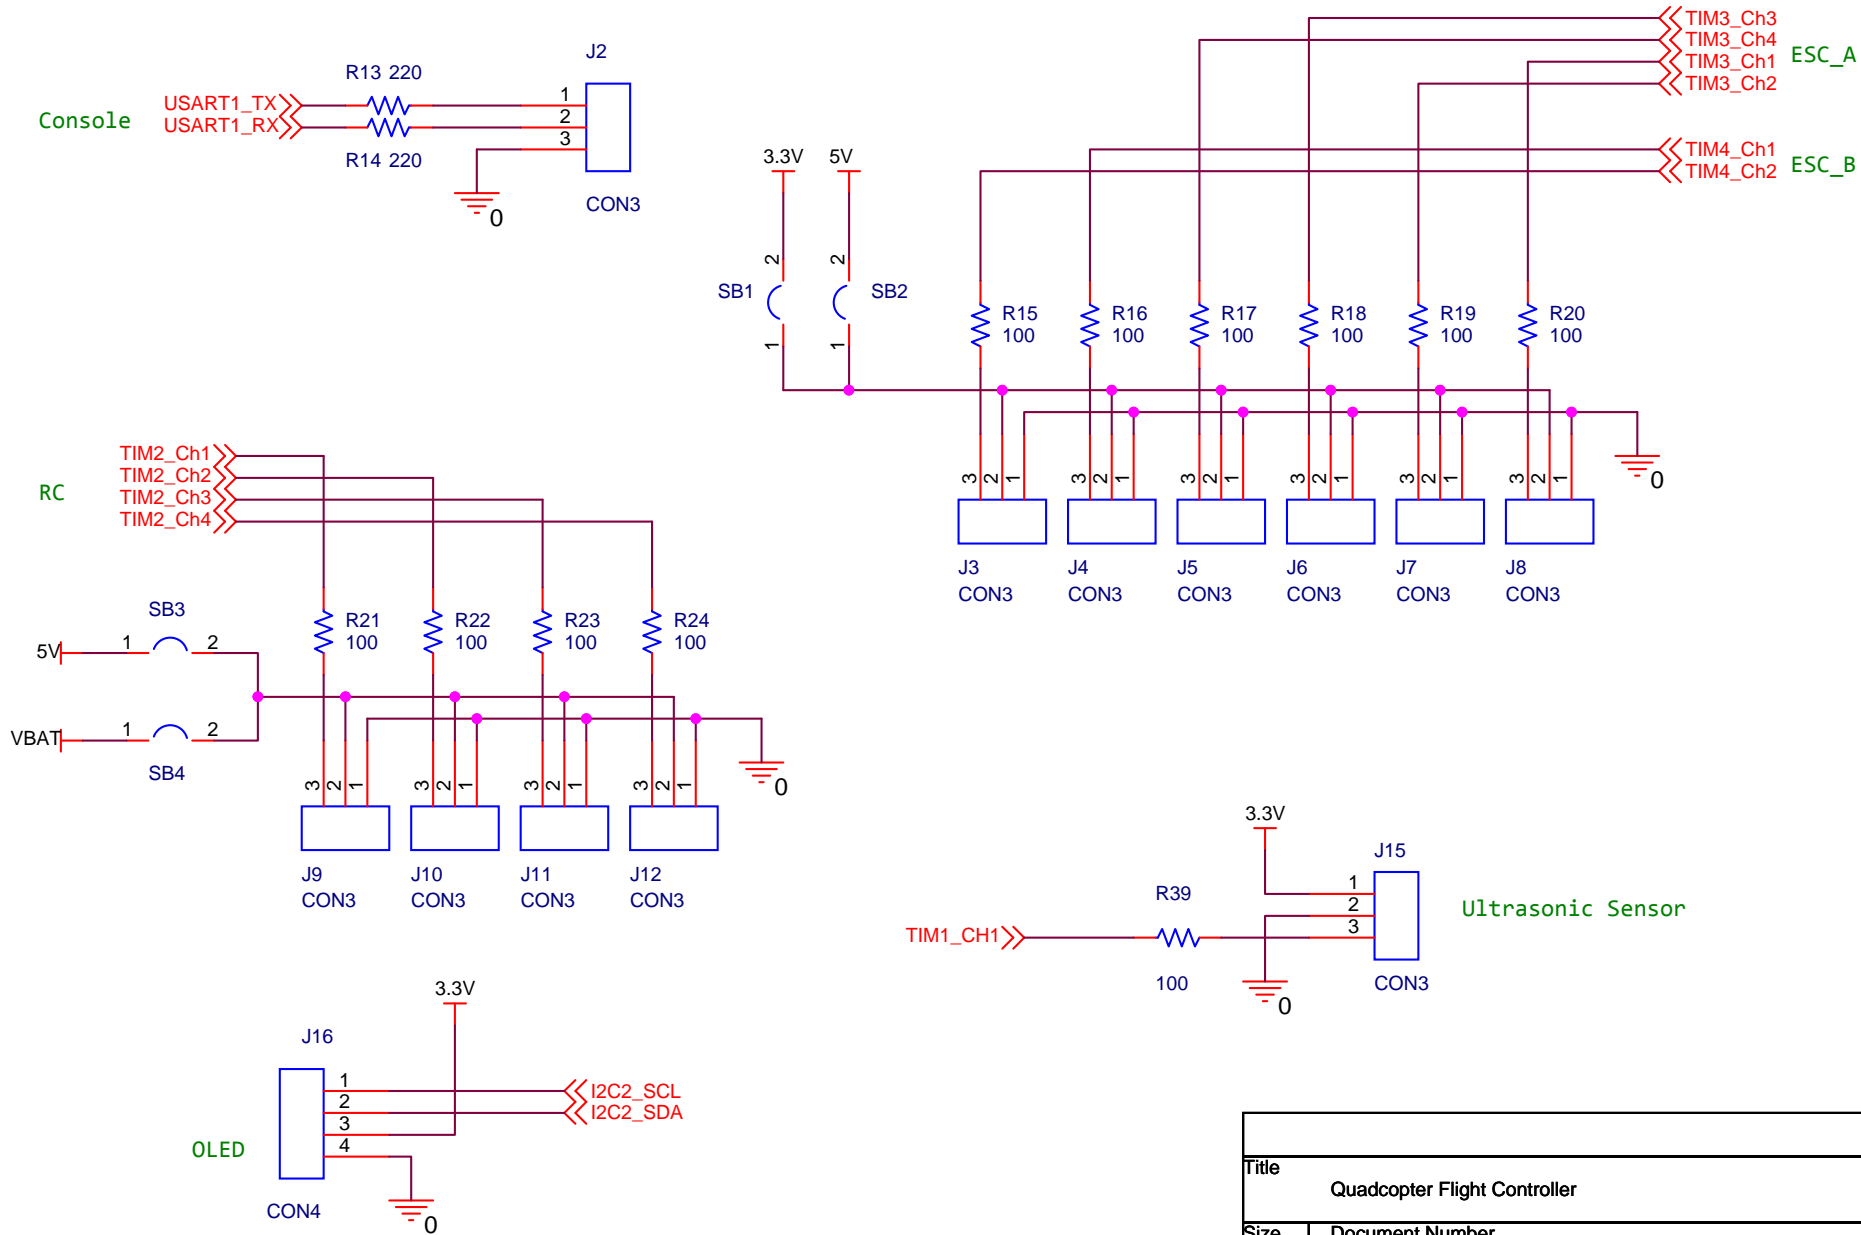 J2
R13 220
Console
USART1_TX
USART1_RX
1
2
3
R14 220
CON3
0
TIM3_Ch3
TIM3_Ch4
TIM3_Ch1
TIM3_Ch2
ESC_A
TIM4_Ch1
TIM4_Ch2
ESC_B
3.3V 5V
2 2
SB1 SB2
1 1
R15 100
R16 100
R17 100
R18 100
R19 100
R20 100
3 2 1 3 2 1 3 2 1 3 2 1 3 2 1 3 2 1
0
J3 J4 J5 J6 J7 J8
CON3 CON3 CON3 CON3 CON3 CON3
RC
TIM2_Ch1
TIM2_Ch2
TIM2_Ch3
TIM2_Ch4
SB3
5V 1 2
VBAT 1 2
SB4
R21 100
R22 100
R23 100
R24 100
3 2 1 3 2 1 3 2 1 3 2 1
0
J9 J10 J11 J12
CON3 CON3 CON3 CON3
3.3V
J15
R39
1
2
3
TIM1_CH1
100
CON3
0
Ultrasonic Sensor
3.3V
J16
1
2
3
4
I2C2_SCL
I2C2_SDA
OLED
CON4
0
Title
Quadcopter Flight Controller
Size Document Number